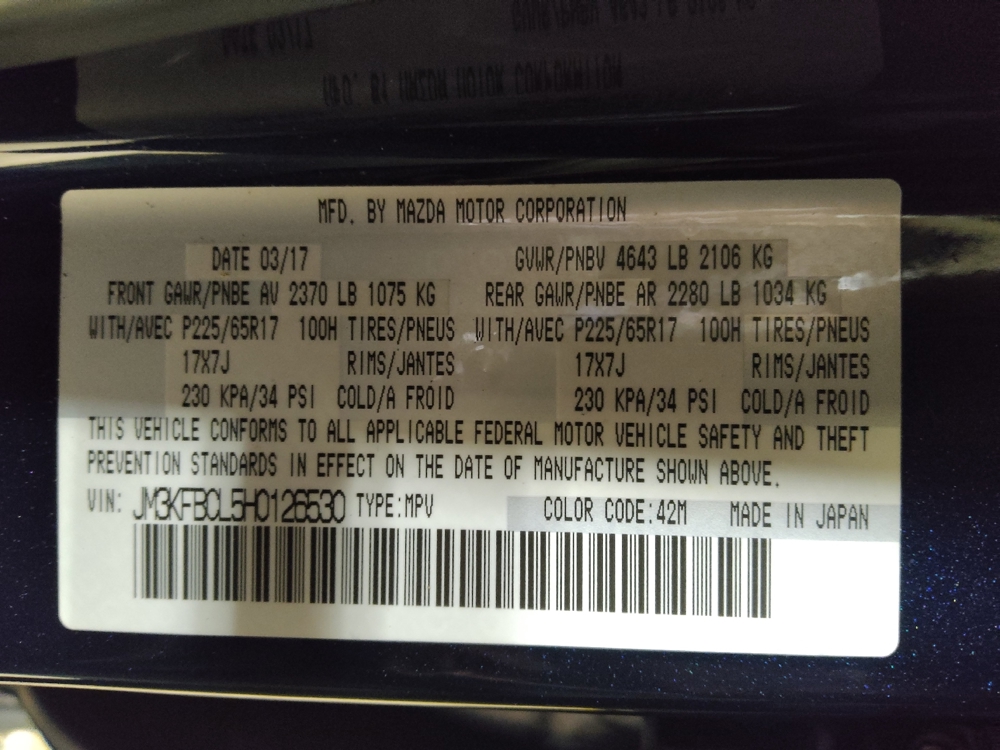 MFD. BY MAZDA MOTOR CORPORATION
DATE 03/17 GVWR/PNBV 4643 LB 2106 KG
FRONT GAWR/PNBE AV 2370 LB 1075 KG REAR GAWR/PNBE AR 2280 LB 1034 KG
WITH/AVEC P225/65R17 100H TIRES/PNEUS WITH/AVEC P225/65R17 100H TIRES/PNEUS
17X7J RIMS/JANTES 17X7J RIMS/JANTES
230 KPA/34 PSI COLD/A FROID 230 KPA/34 PSI COLD/A FROID
THIS VEHICLE CONFORMS TO ALL APPLICABLE FEDERAL MOTOR VEHICLE SAFETY AND THEFT
PREVENTION STANDARDS IN EFFECT ON THE DATE OF MANUFACTURE SHOWN ABOVE.
VIN: JM3KFBCL5H0126530 TYPE:MPV COLOR CODE:42M MADE IN JAPAN